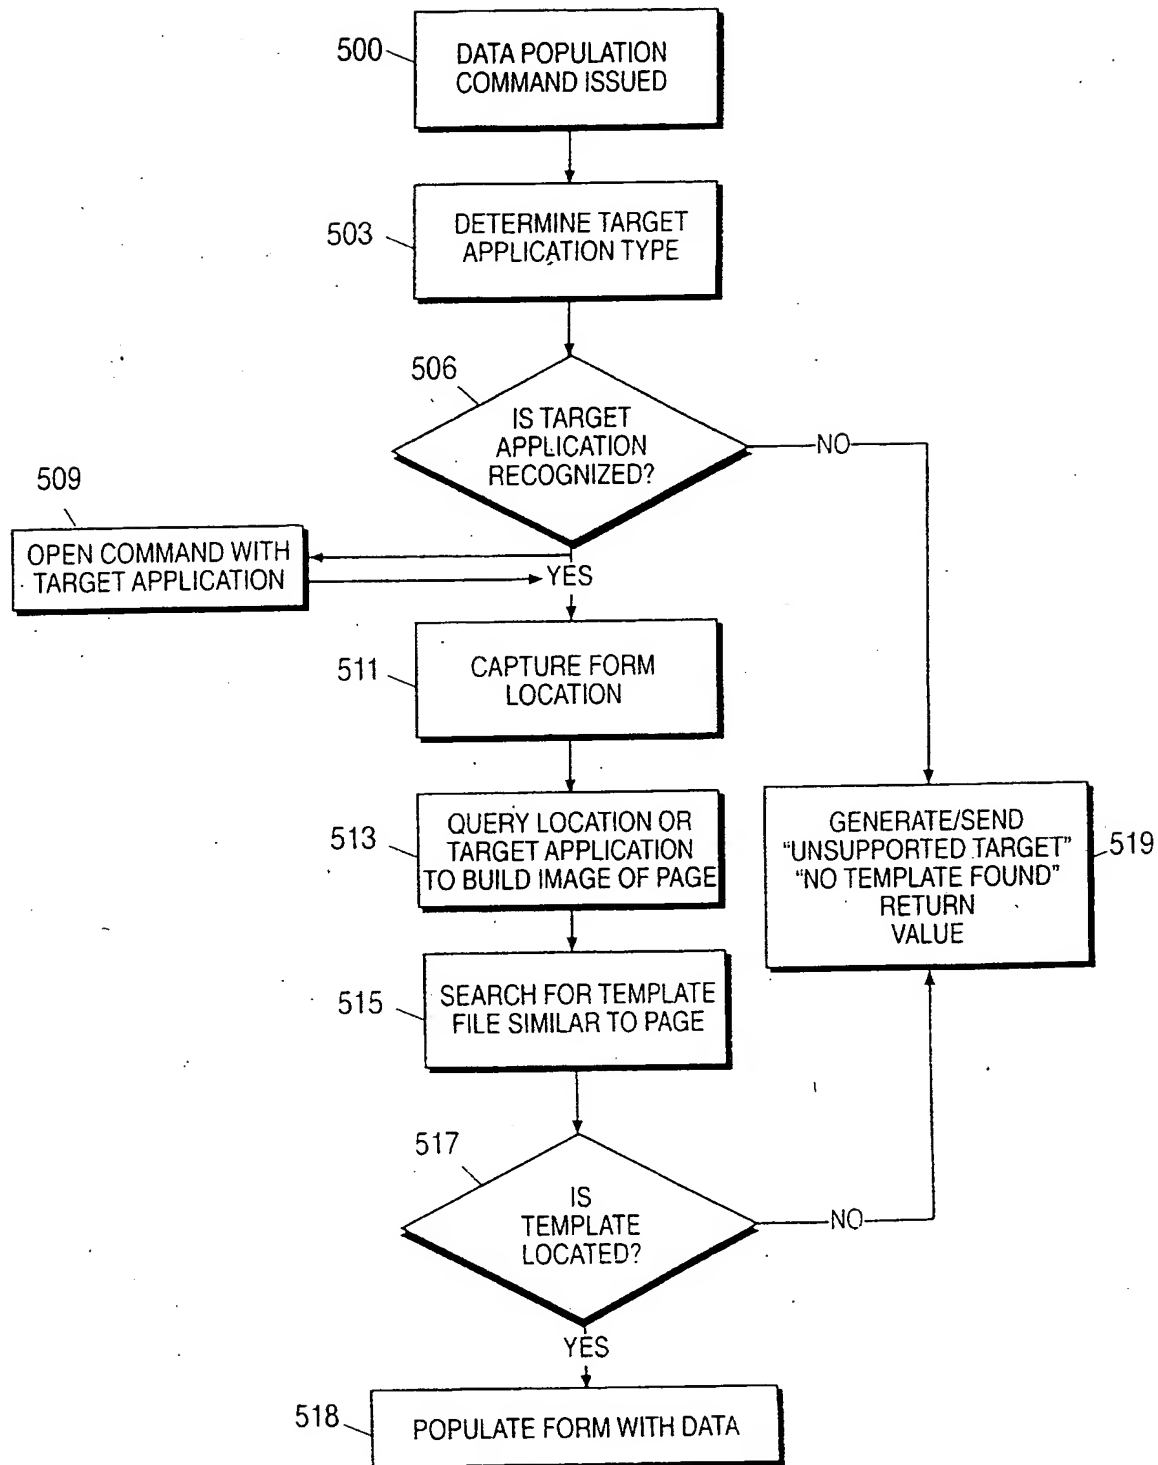 500
DATA POPULATION
COMMAND ISSUED
503
DETERMINE TARGET
APPLICATION TYPE
506
IS TARGET
APPLICATION
RECOGNIZED?
NO
509
OPEN COMMAND WITH
TARGET APPLICATION
YES
511
CAPTURE FORM
LOCATION
513
QUERY LOCATION OR
TARGET APPLICATION
TO BUILD IMAGE OF PAGE
GENERATE/SEND
"UNSUPPORTED TARGET"
"NO TEMPLATE FOUND"
RETURN
VALUE
519
515
SEARCH FOR TEMPLATE
FILE SIMILAR TO PAGE
517
IS
TEMPLATE
LOCATED?
NO
YES
518
POPULATE FORM WITH DATA